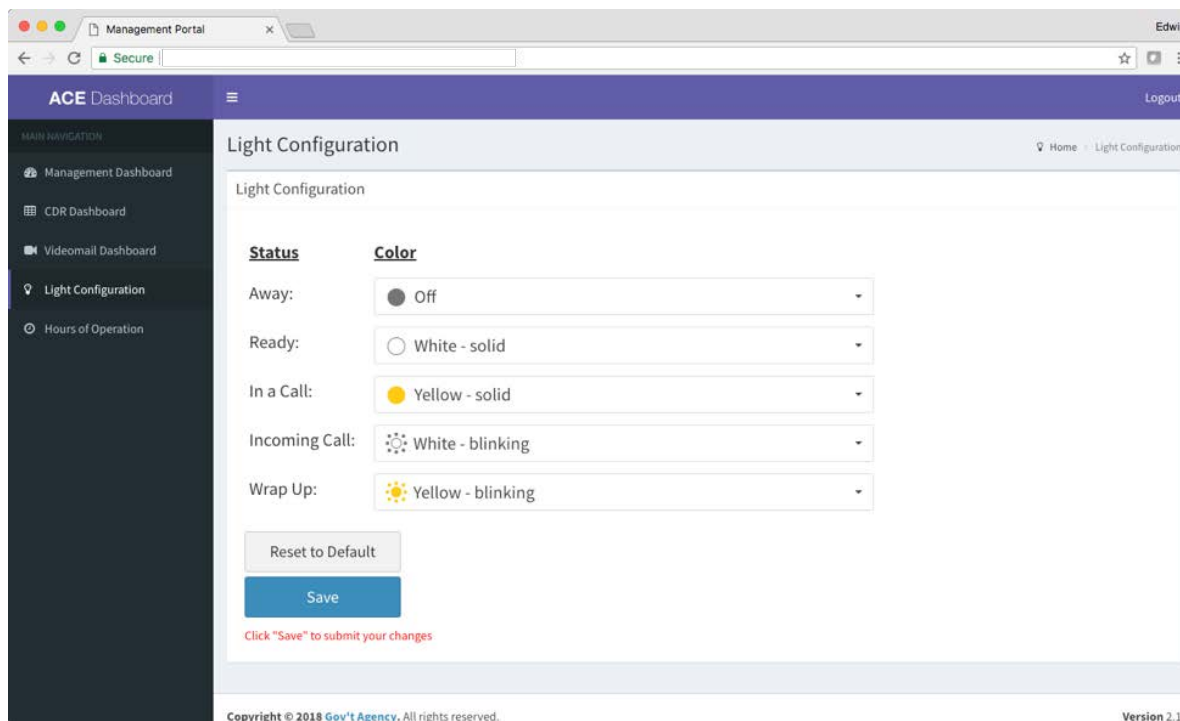 Management Portal
Edwi
Secure
ACE Dashboard
Logout
MAIN NAVIGATION
Management Dashboard
CDR Dashboard
Videomail Dashboard
Light Configuration
Hours of Operation
Light Configuration
Home Light Configuration
Light Configuration
Status Color
Away: Off
Ready: White - solid
In a Call: Yellow - solid
Incoming Call: White - blinking
Wrap Up: Yellow - blinking
Reset to Default
Save
Click "Save" to submit your changes
Copyright © 2018 Gov't Agency. All rights reserved.
Version 2.1